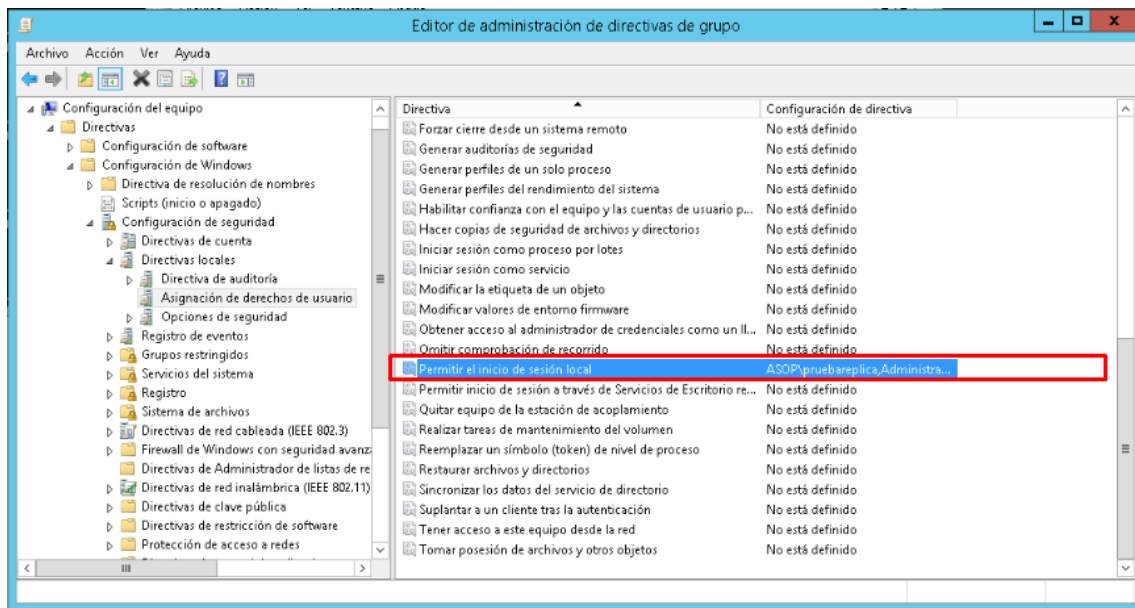 Editor de administración de directivas de grupo
Archivo Acción Ver Ayuda
Configuración del equipo
Directivas
Configuración de software
Configuración de Windows
Directiva de resolución de nombres
Scripts (inicio o apagado)
Configuración de seguridad
Directivas de cuenta
Directivas locales
Directiva de auditoría
Asignación de derechos de usuario
Opciones de seguridad
Registro de eventos
Grupos restringidos
Servicios del sistema
Registro
Sistema de archivos
Directivas de red cableada (IEEE 802.3)
Firewall de Windows con seguridad avanz
Directivas de Administrador de listas de re
Directivas de red inalámbrica (IEEE 802.11)
Directivas de clave pública
Directivas de restricción de software
Protección de acceso a redes
Directiva Configuración de directiva
Forzar cierre desde un sistema remoto No está definido
Generar auditorías de seguridad No está definido
Generar perfiles de un solo proceso No está definido
Generar perfiles del rendimiento del sistema No está definido
Habilitar confianza con el equipo y las cuentas de usuario p... No está definido
Hacer copias de seguridad de archivos y directorios No está definido
Iniciar sesión como proceso por lotes No está definido
Iniciar sesión como servicio No está definido
Modificar la etiqueta de un objeto No está definido
Modificar valores de entorno firmware No está definido
Obtener acceso al administrador de credenciales como un ll... No está definido
Omitir comprobación de recorrido No está definido
Permitir el inicio de sesión local ASOP\pruebareplica,Administra...
Permitir inicio de sesión a través de Servicios de Escritorio re... No está definido
Quitar equipo de la estación de acoplamiento No está definido
Realizar tareas de mantenimiento del volumen No está definido
Reemplazar un símbolo (token) de nivel de proceso No está definido
Restaurar archivos y directorios No está definido
Sincronizar los datos del servicio de directorio No está definido
Suplantar a un cliente tras la autenticación No está definido
Tener acceso a este equipo desde la red No está definido
Tomar posesión de archivos y otros objetos No está definido